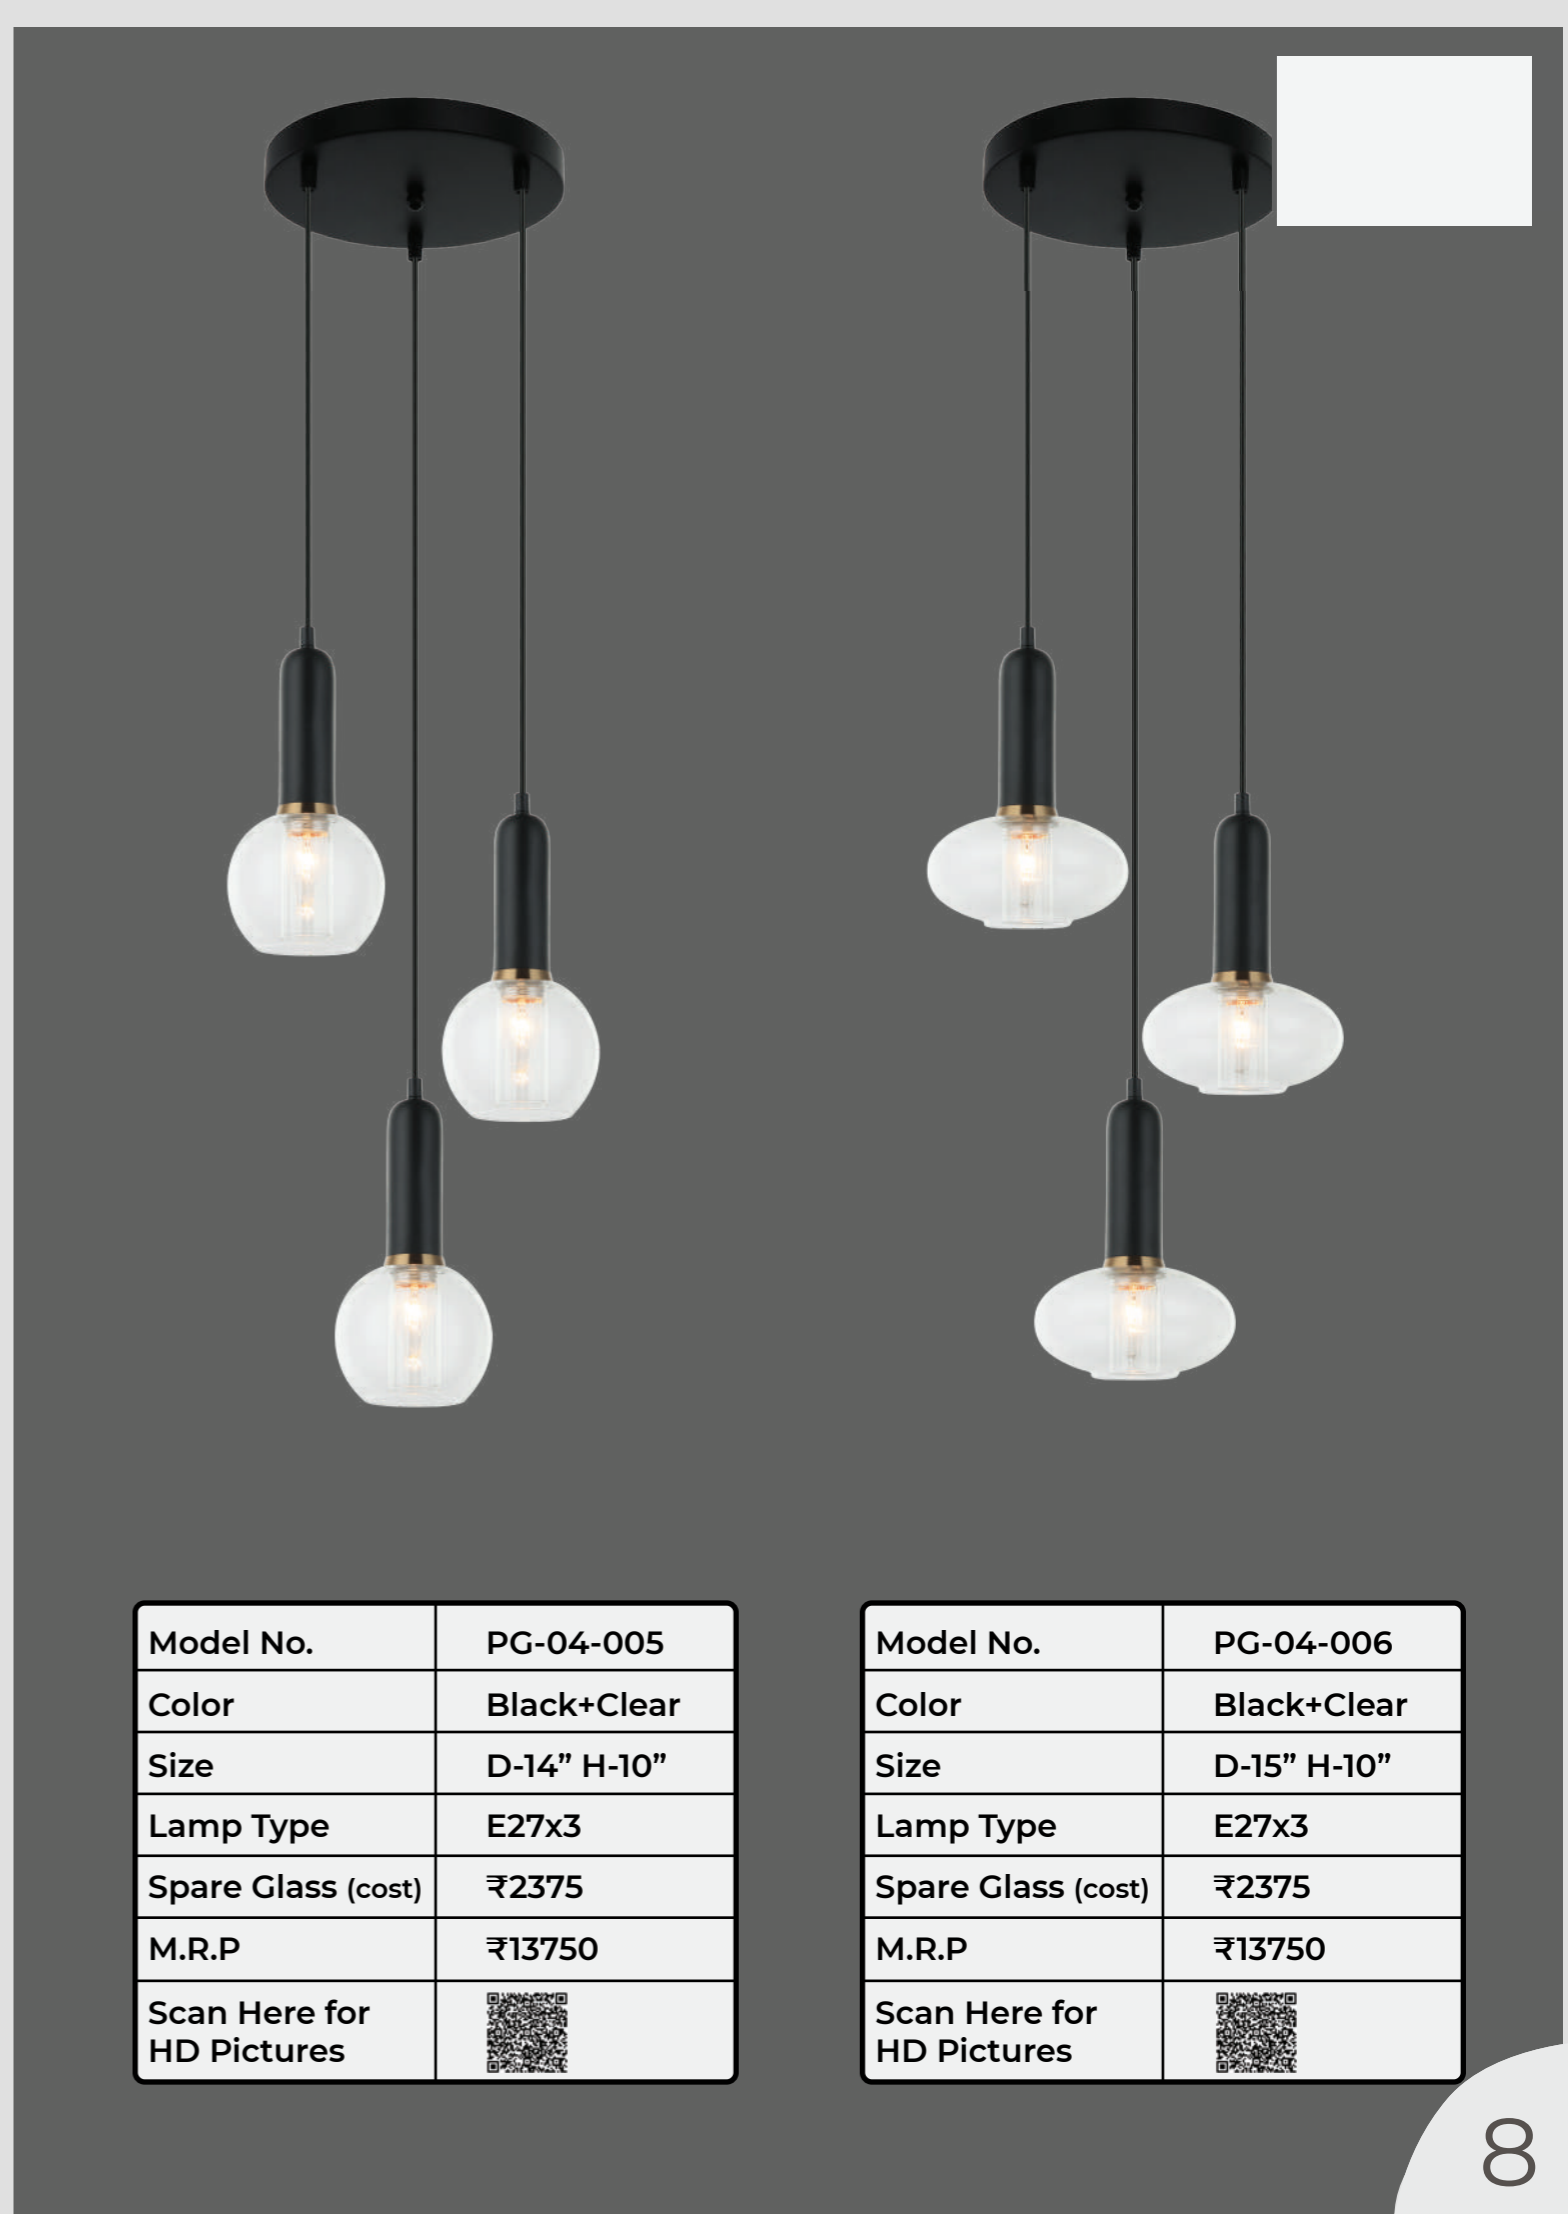 Model No. PG-04-005
Color Black+Clear
Size D-14” H-10”
Lamp Type E27x3
Spare Glass (cost) ₹2375
M.R.P ₹13750
Scan Here for
HD Pictures
Model No. PG-04-006
Color Black+Clear
Size D-15” H-10”
Lamp Type E27x3
Spare Glass (cost) ₹2375
M.R.P ₹13750
Scan Here for
HD Pictures
8